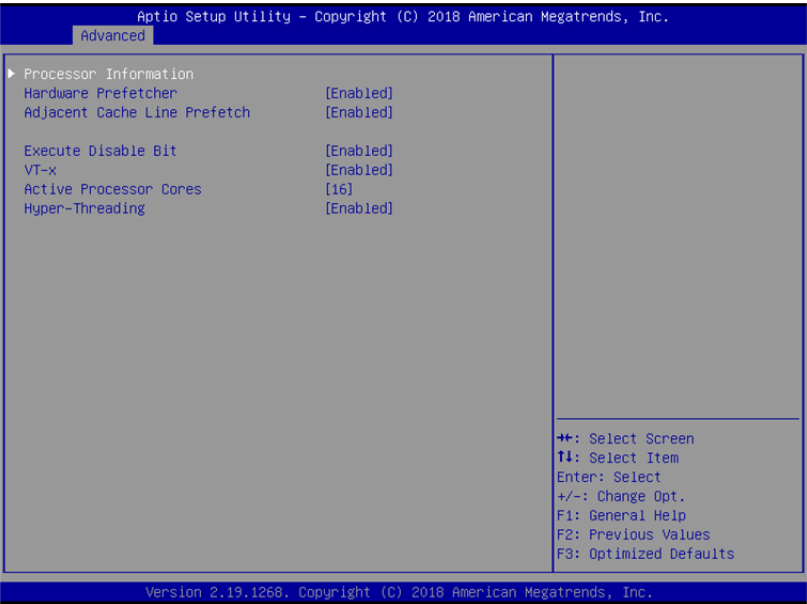 Aptio Setup Utility – Copyright (C) 2018 American Megatrends, Inc.
Advanced
Processor Information
Hardware Prefetcher [Enabled]
Adjacent Cache Line Prefetch [Enabled]
Execute Disable Bit [Enabled]
VT-x [Enabled]
Active Processor Cores [16]
Hyper-Threading [Enabled]
→←: Select Screen
↑↓: Select Item
Enter: Select
+/-: Change Opt.
F1: General Help
F2: Previous Values
F3: Optimized Defaults
Version 2.19.1268. Copyright (C) 2018 American Megatrends, Inc.